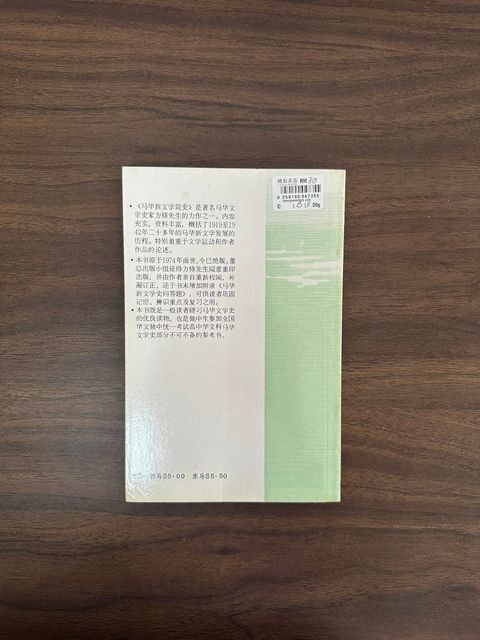 RM 30
0 250100 047355
• 《马华新文学简史》是著名马华文
学史家方修先生的力作之一。内容
充实，资料丰富，概括了1919至19
42年二十多年的马华新文学发展的
历程。特别着重于文学运动和作者
作品的论述。
• 本书原于1974年面世，今已绝版。董
总出版小组征得方修先生同意重印
出版，并由作者亲自重新校阅，补
漏订正，还于书末增加附录《马华
新文学史问答题》，可供读者巩固
记忆、辨识重点及复习之用。
• 本书既是一般读者研习马华文学史
的优良读物，也是独中生参加全国
华文独中统一考试高中华文科马华
文学史部分不可不备的参考书。
西马$5·00 东马$5·50